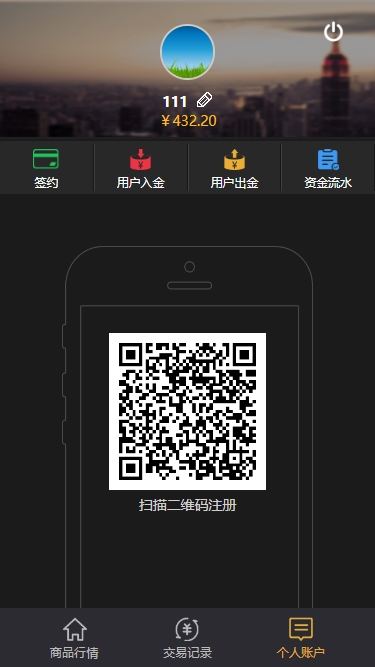 111
¥432.20
签约 用户入金 用户出金 资金流水
扫描二维码注册
商品行情 交易记录 个人账户